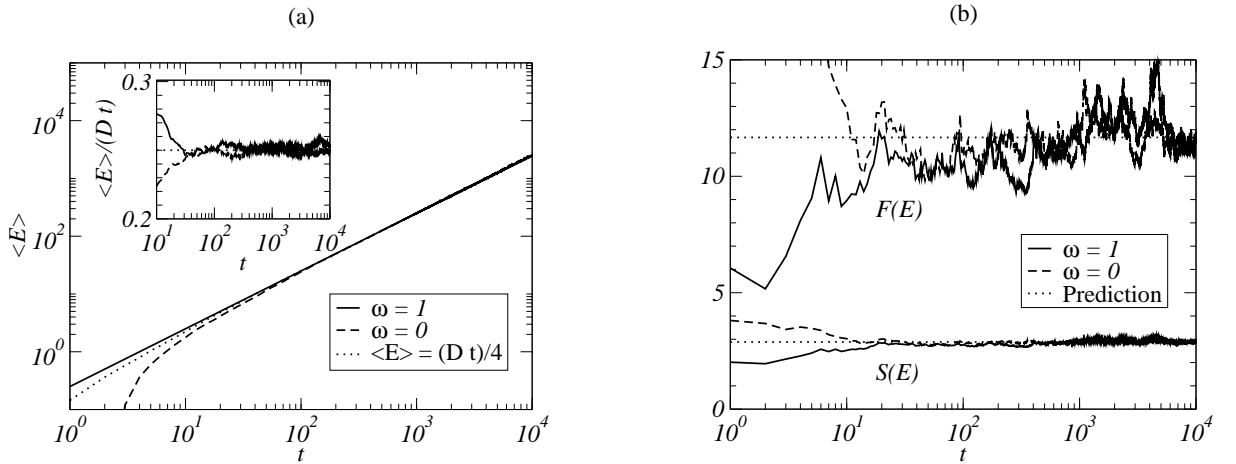 (a)
<E>
10^4
10^2
10^0
10^0
10^1
10^2
10^3
10^4
t
<E>/(D t)
0.3
0.2
10^1
10^2
10^3
10^4
t
ω = 1
ω = 0
<E> = (D t)/4
(b)
15
10
5
0
10^0
10^1
10^2
10^3
10^4
t
F(E)
S(E)
ω = 1
ω = 0
Prediction